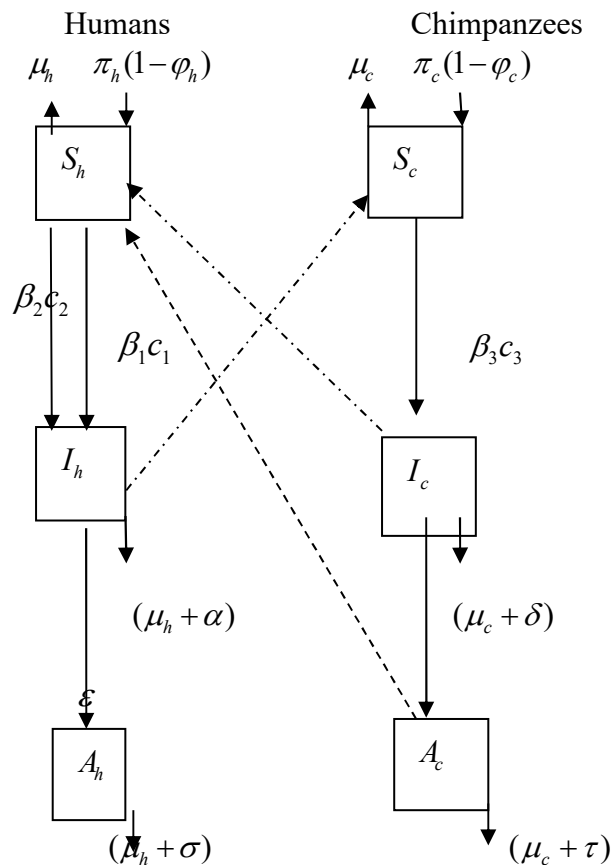 Humans Chimpanzees
μ_h π_h(1−φ_h) μ_c π_c(1−φ_c)
S_h S_c
β_2c_2
β_1c_1 β_3c_3
I_h I_c
(μ_h + α) (μ_c + δ)
ε
A_h A_c
(μ_h + σ) (μ_c + τ)